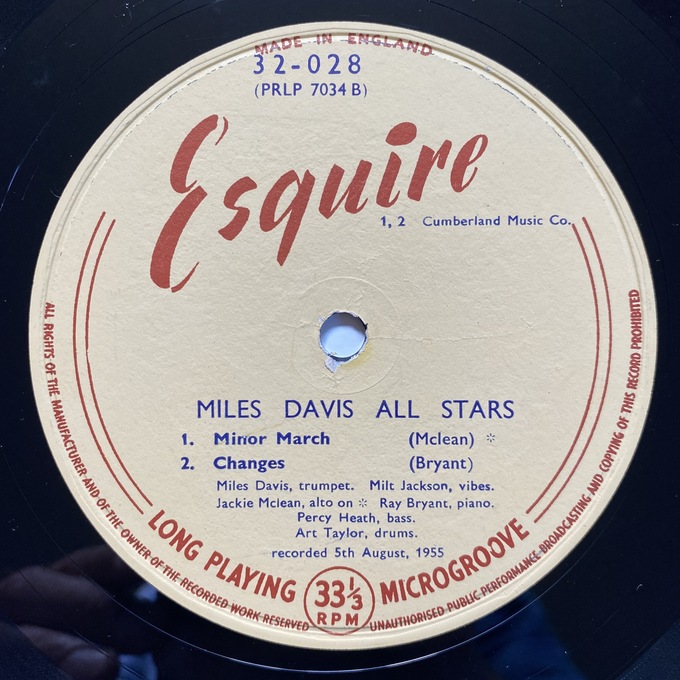 MADE IN ENGLAND
32-028
(PRLP 7034 B)
Esquire
1, 2 Cumberland Music Co.
MILES DAVIS ALL STARS
1. Minor March (Mclean) *
2. Changes (Bryant)
Miles Davis, trumpet. Milt Jackson, vibes.
Jackie Mclean, alto on * Ray Bryant, piano.
Percy Heath, bass.
Art Taylor, drums.
recorded 5th August, 1955
LONG PLAYING 33⅓ RPM MICROGROOVE
ALL RIGHTS OF THE MANUFACTURER AND OF THE OWNER OF THE RECORDED WORK RESERVED
UNAUTHORISED PUBLIC PERFORMANCE BROADCASTING AND COPYING OF THIS RECORD PROHIBITED